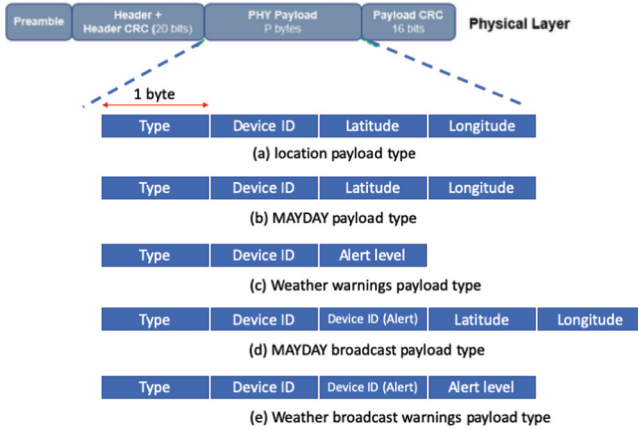 Preamble
Header +
Header CRC (20 bits)
PHY Payload
P bytes
Payload CRC
16 bits
Physical Layer
1 byte
Type Device ID Latitude Longitude
(a) location payload type
Type Device ID Latitude Longitude
(b) MAYDAY payload type
Type Device ID Alert level
(c) Weather warnings payload type
Type Device ID Device ID (Alert) Latitude Longitude
(d) MAYDAY broadcast payload type
Type Device ID Device ID (Alert) Alert level
(e) Weather broadcast warnings payload type